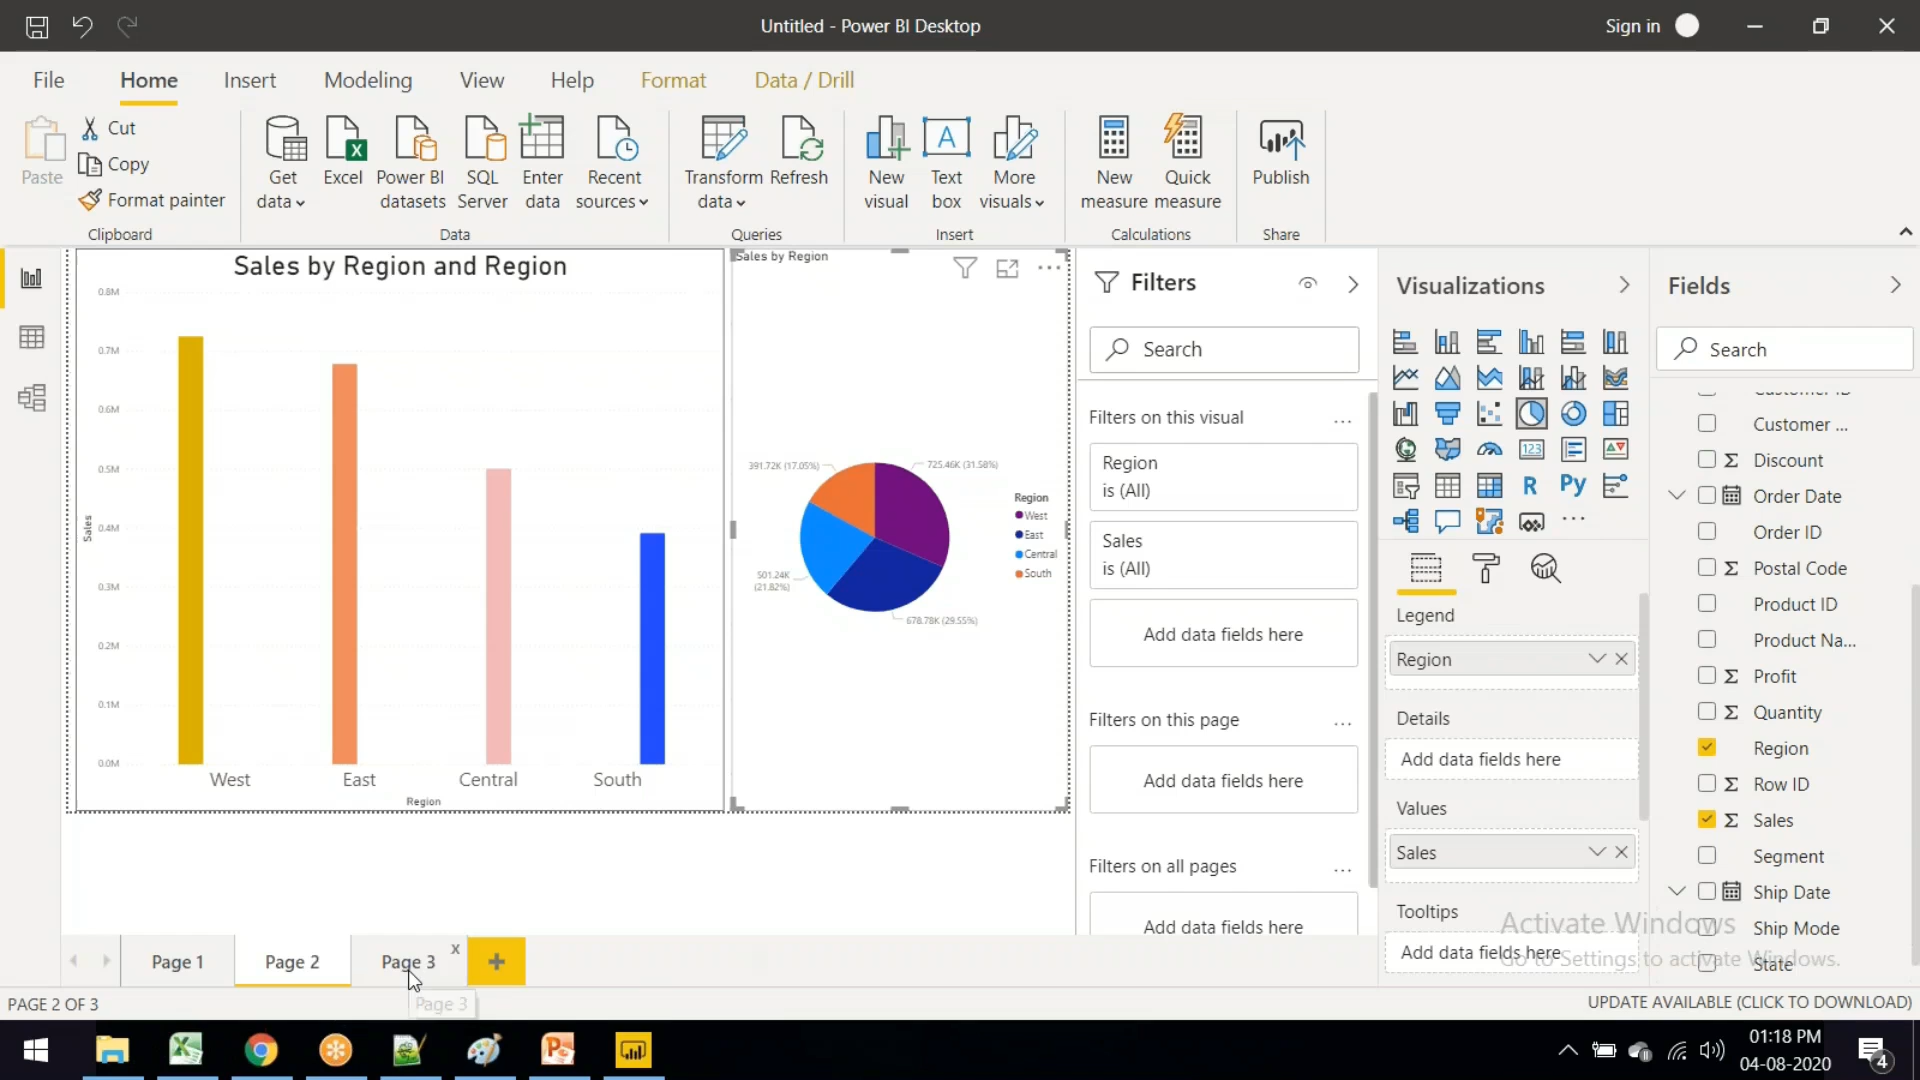 Untitled - Power BI Desktop
Sign in
File Home Insert Modeling View Help Format Data / Drill
Paste
Cut
Copy
Format painter
Clipboard
Get data
Excel
Power BI datasets
SQL Server
Enter data
Recent sources
Data
Transform data
Refresh
Queries
New visual
A
Text box
More visuals
Insert
New measure
Quick measure
Calculations
Publish
Share
Sales by Region and Region
0.8M
0.7M
0.6M
0.5M
0.4M
0.3M
0.2M
0.1M
0.0M
Sales
West East Central South
Region
Sales by Region
391.72K (17.05%)
725.46K (31.58%)
501.24K
(21.82%)
678.78K (29.55%)
Region
West
East
Central
South
Filters
Search
Filters on this visual
Region
is (All)
Sales
is (All)
Add data fields here
Filters on this page
Add data fields here
Filters on all pages
Add data fields here
Visualizations
123
R
Py
Legend
Region
Details
Add data fields here
Values
Sales
Tooltips
Add data fields here
Fields
Search
Customer ID
Customer ...
Discount
Order Date
Order ID
Postal Code
Product ID
Product Na...
Profit
Quantity
Region
Row ID
Sales
Segment
Ship Date
Ship Mode
State
Activate Windows
Go to Settings to activate Windows.
Page 1
Page 2
Page 3
x
+
Page 3
PAGE 2 OF 3
UPDATE AVAILABLE (CLICK TO DOWNLOAD)
01:18 PM
04-08-2020
4